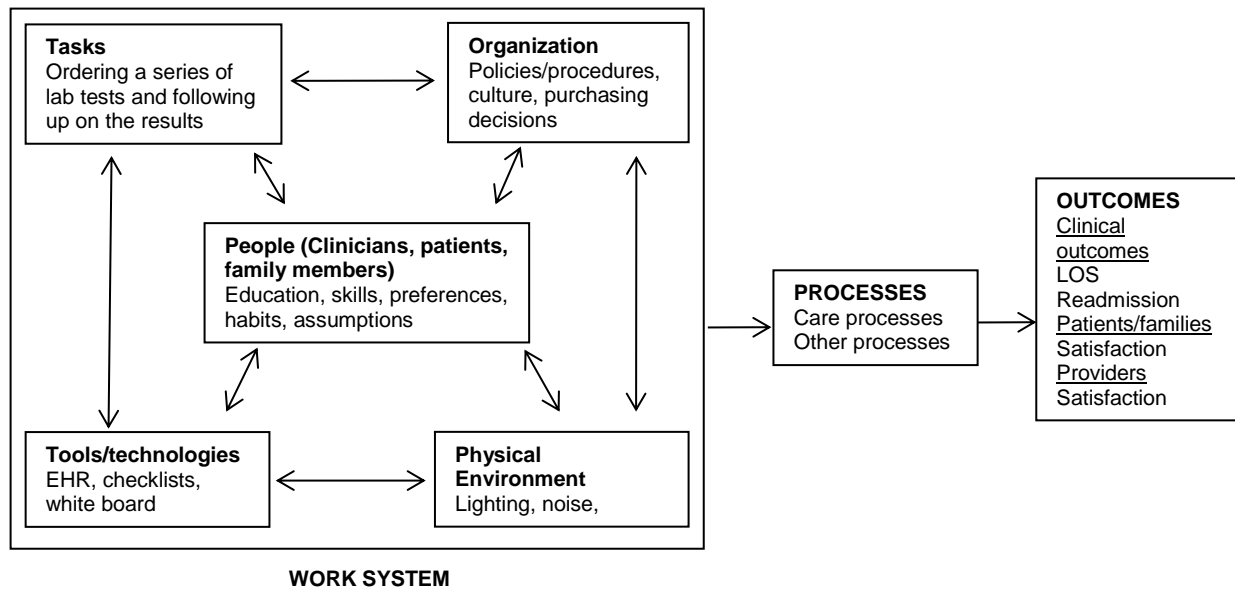 Tasks
Ordering a series of
lab tests and following
up on the results
Organization
Policies/procedures,
culture, purchasing
decisions
People (Clinicians, patients,
family members)
Education, skills, preferences,
habits, assumptions
Tools/technologies
EHR, checklists,
white board
Physical
Environment
Lighting, noise,
WORK SYSTEM
PROCESSES
Care processes
Other processes
OUTCOMES
Clinical
outcomes
LOS
Readmission
Patients/families
Satisfaction
Providers
Satisfaction